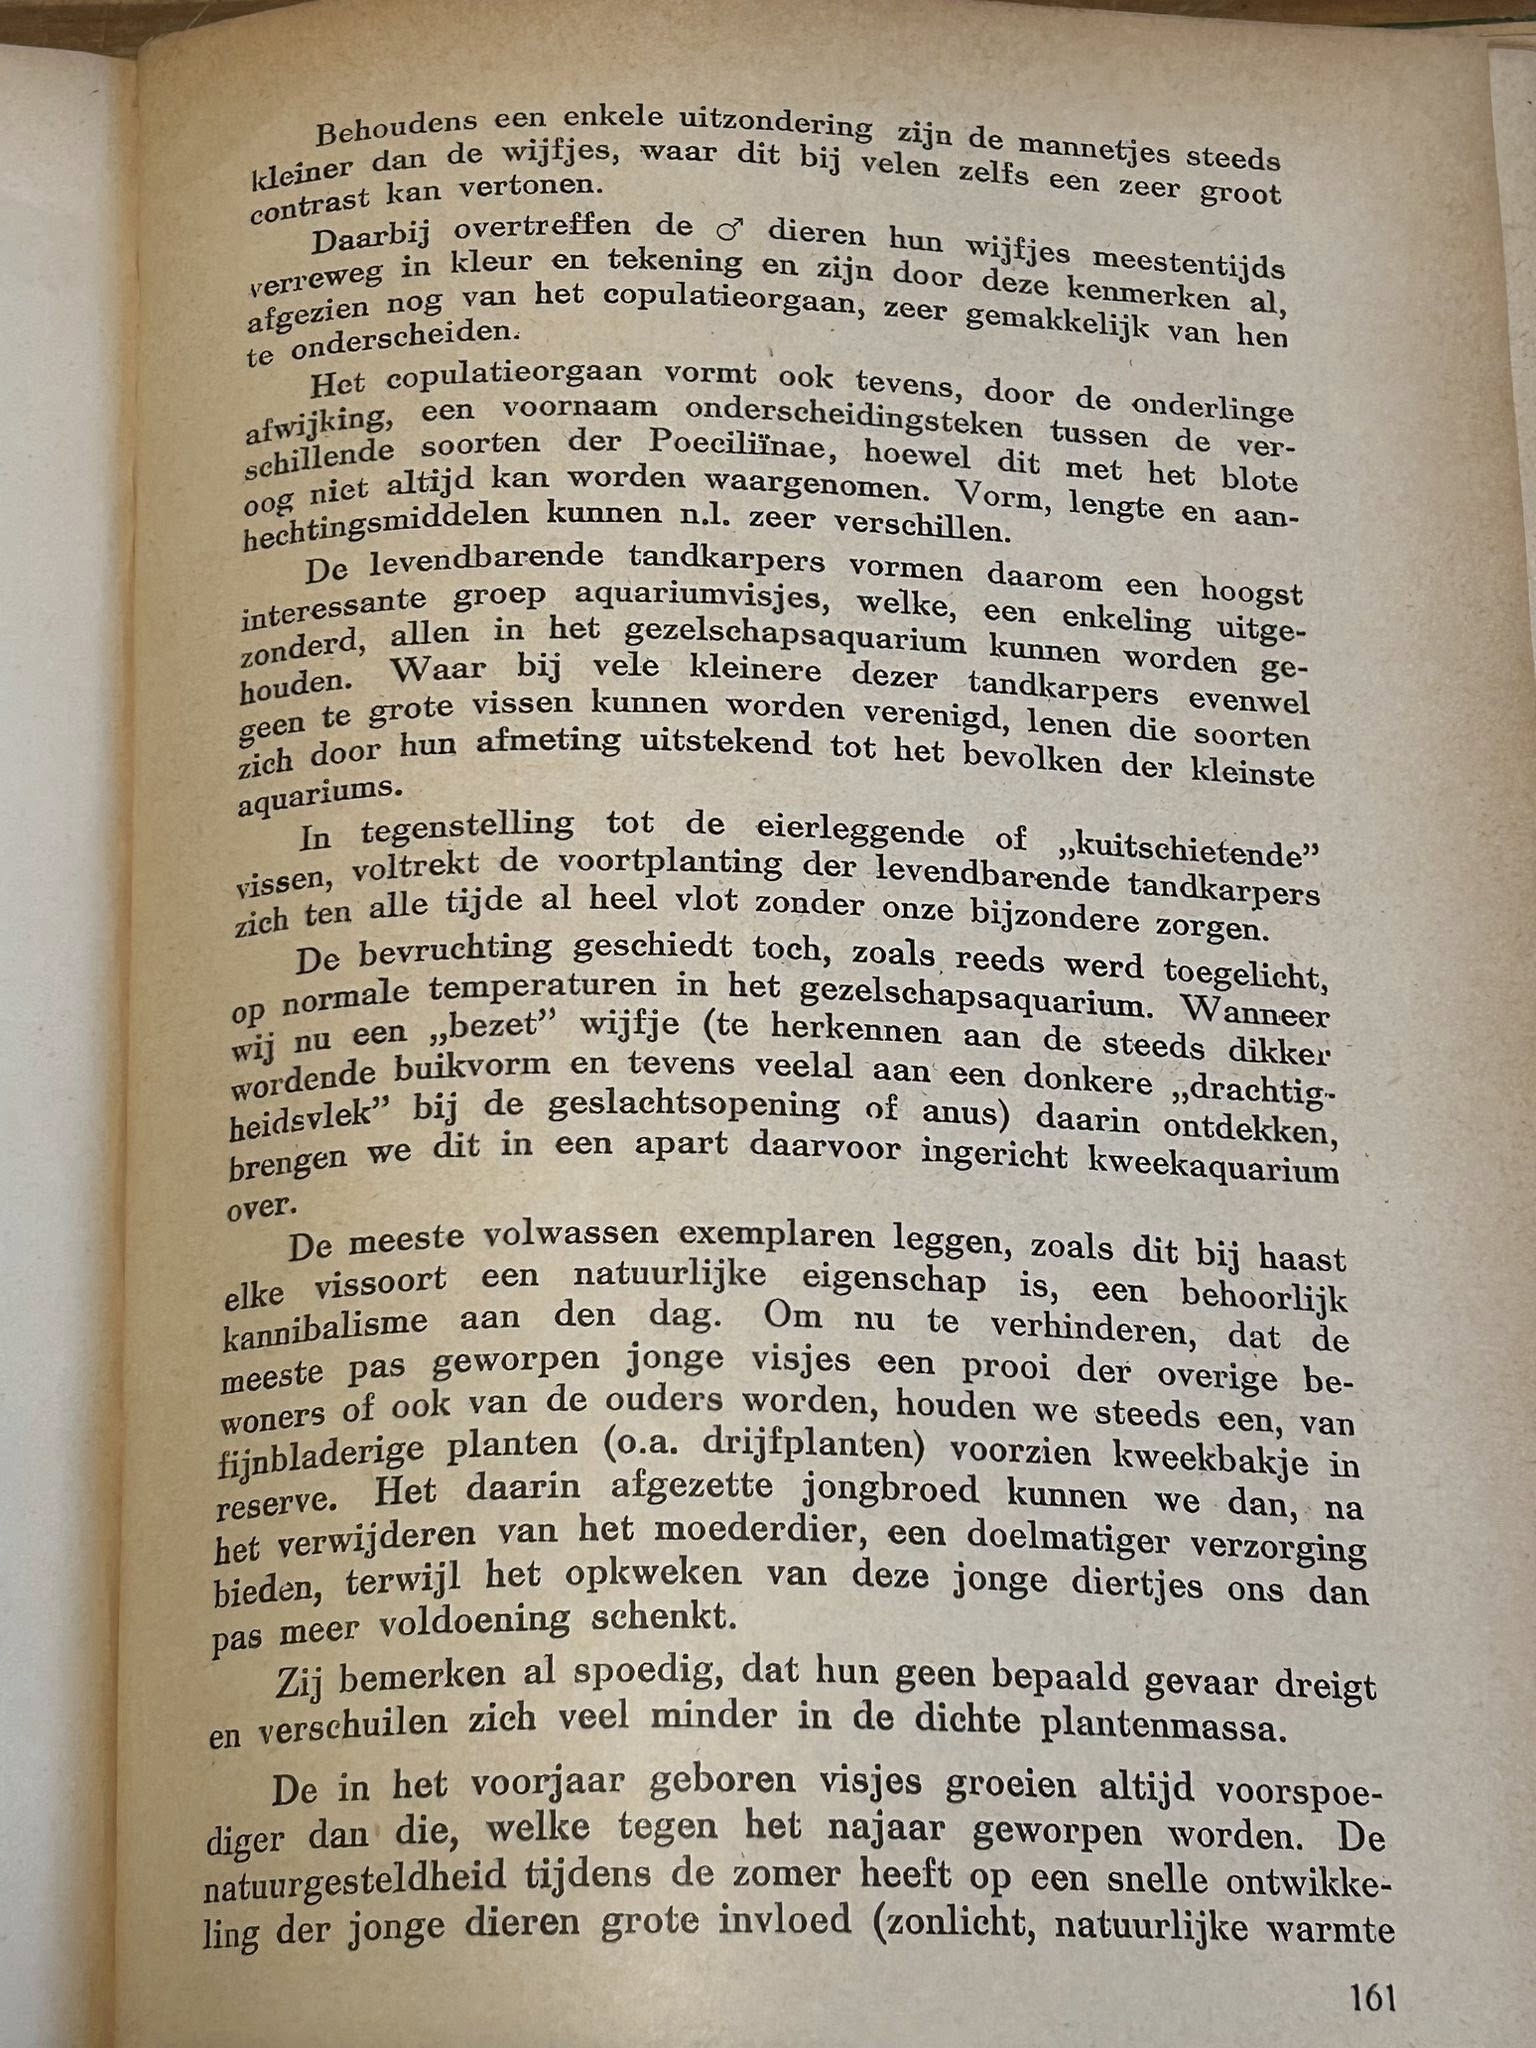 Behoudens een enkele uitzondering zijn de mannetjes steeds
kleiner dan de wijfjes, waar dit bij velen zelfs een zeer groot
contrast kan vertonen.
Daarbij overtreffen de ♂ dieren hun wijfjes meestentijds
verreweg in kleur en tekening en zijn door deze kenmerken al,
afgezien nog van het copulatieorgaan, zeer gemakkelijk van hen
te onderscheiden.
Het copulatieorgaan vormt ook tevens, door de onderlinge
afwijking, een voornaam onderscheidingsteken tussen de ver-
schillende soorten der Poeciliïnae, hoewel dit met het blote
oog niet altijd kan worden waargenomen. Vorm, lengte en aan-
hechtingsmiddelen kunnen n.l. zeer verschillen.
De levendbarende tandkarpers vormen daarom een hoogst
interessante groep aquariumvisjes, welke, een enkeling uitge-
zonderd, allen in het gezelschapsaquarium kunnen worden ge-
houden. Waar bij vele kleinere dezer tandkarpers evenwel
geen te grote vissen kunnen worden verenigd, lenen die soorten
zich door hun afmeting uitstekend tot het bevolken der kleinste
aquariums.
In tegenstelling tot de eierleggende of „kuitschietende”
vissen, voltrekt de voortplanting der levendbarende tandkarpers
zich ten alle tijde al heel vlot zonder onze bijzondere zorgen.
De bevruchting geschiedt toch, zoals reeds werd toegelicht,
op normale temperaturen in het gezelschapsaquarium. Wanneer
wij nu een „bezet” wijfje (te herkennen aan de steeds dikker
wordende buikvorm en tevens veelal aan een donkere „drachtig-
heidsvlek” bij de geslachtsopening of anus) daarin ontdekken,
brengen we dit in een apart daarvoor ingericht kweekaquarium
over.
De meeste volwassen exemplaren leggen, zoals dit bij haast
elke vissoort een natuurlijke eigenschap is, een behoorlijk
kannibalisme aan den dag. Om nu te verhinderen, dat de
meeste pas geworpen jonge visjes een prooi der overige be-
woners of ook van de ouders worden, houden we steeds een, van
fijnbladerige planten (o.a. drijfplanten) voorzien kweekbakje in
reserve. Het daarin afgezette jongbroed kunnen we dan, na
het verwijderen van het moederdier, een doelmatiger verzorging
bieden, terwijl het opkweken van deze jonge diertjes ons dan
pas meer voldoening schenkt.
Zij bemerken al spoedig, dat hun geen bepaald gevaar dreigt
en verschuilen zich veel minder in de dichte plantenmassa.
De in het voorjaar geboren visjes groeien altijd voorspoe-
diger dan die, welke tegen het najaar geworpen worden. De
natuurgesteldheid tijdens de zomer heeft op een snelle ontwikke-
ling der jonge dieren grote invloed (zonlicht, natuurlijke warmte
161